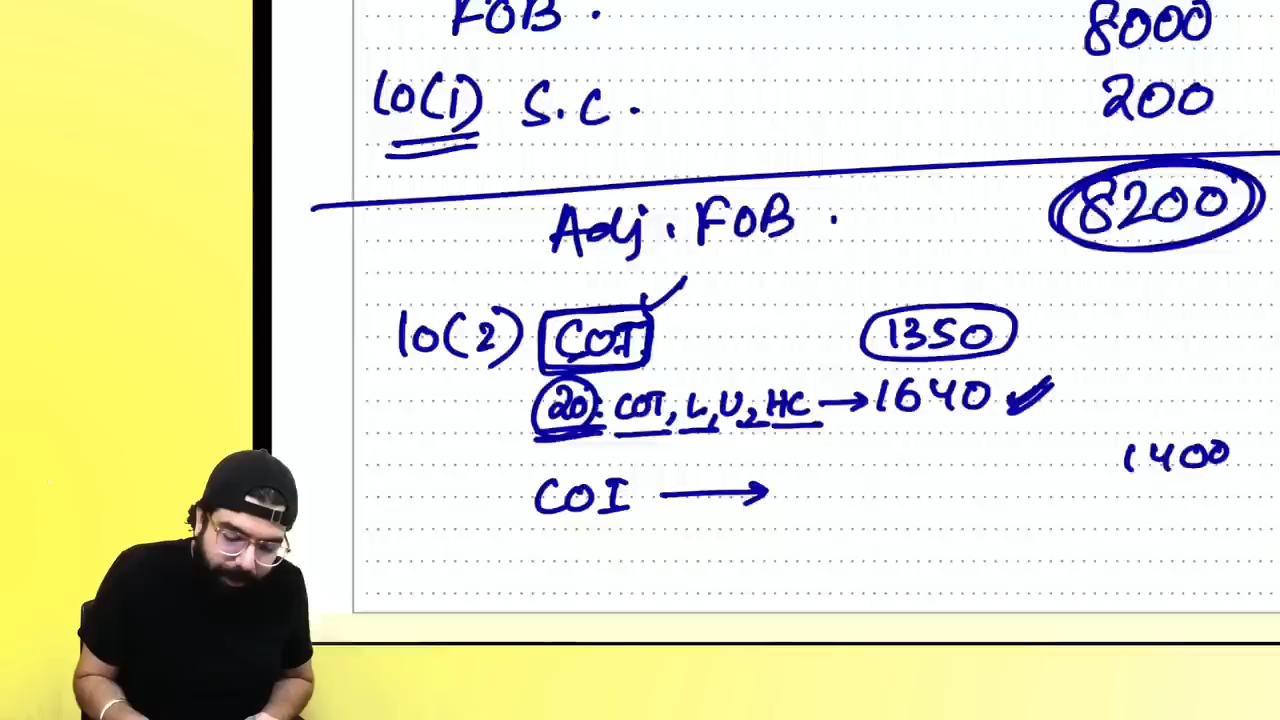 FOB. 8000
10(1) S.C. 200
Adj. FOB. 8200
10(2) COT 1350
20%: COT, L, U, HC → 1640
1400
COI →